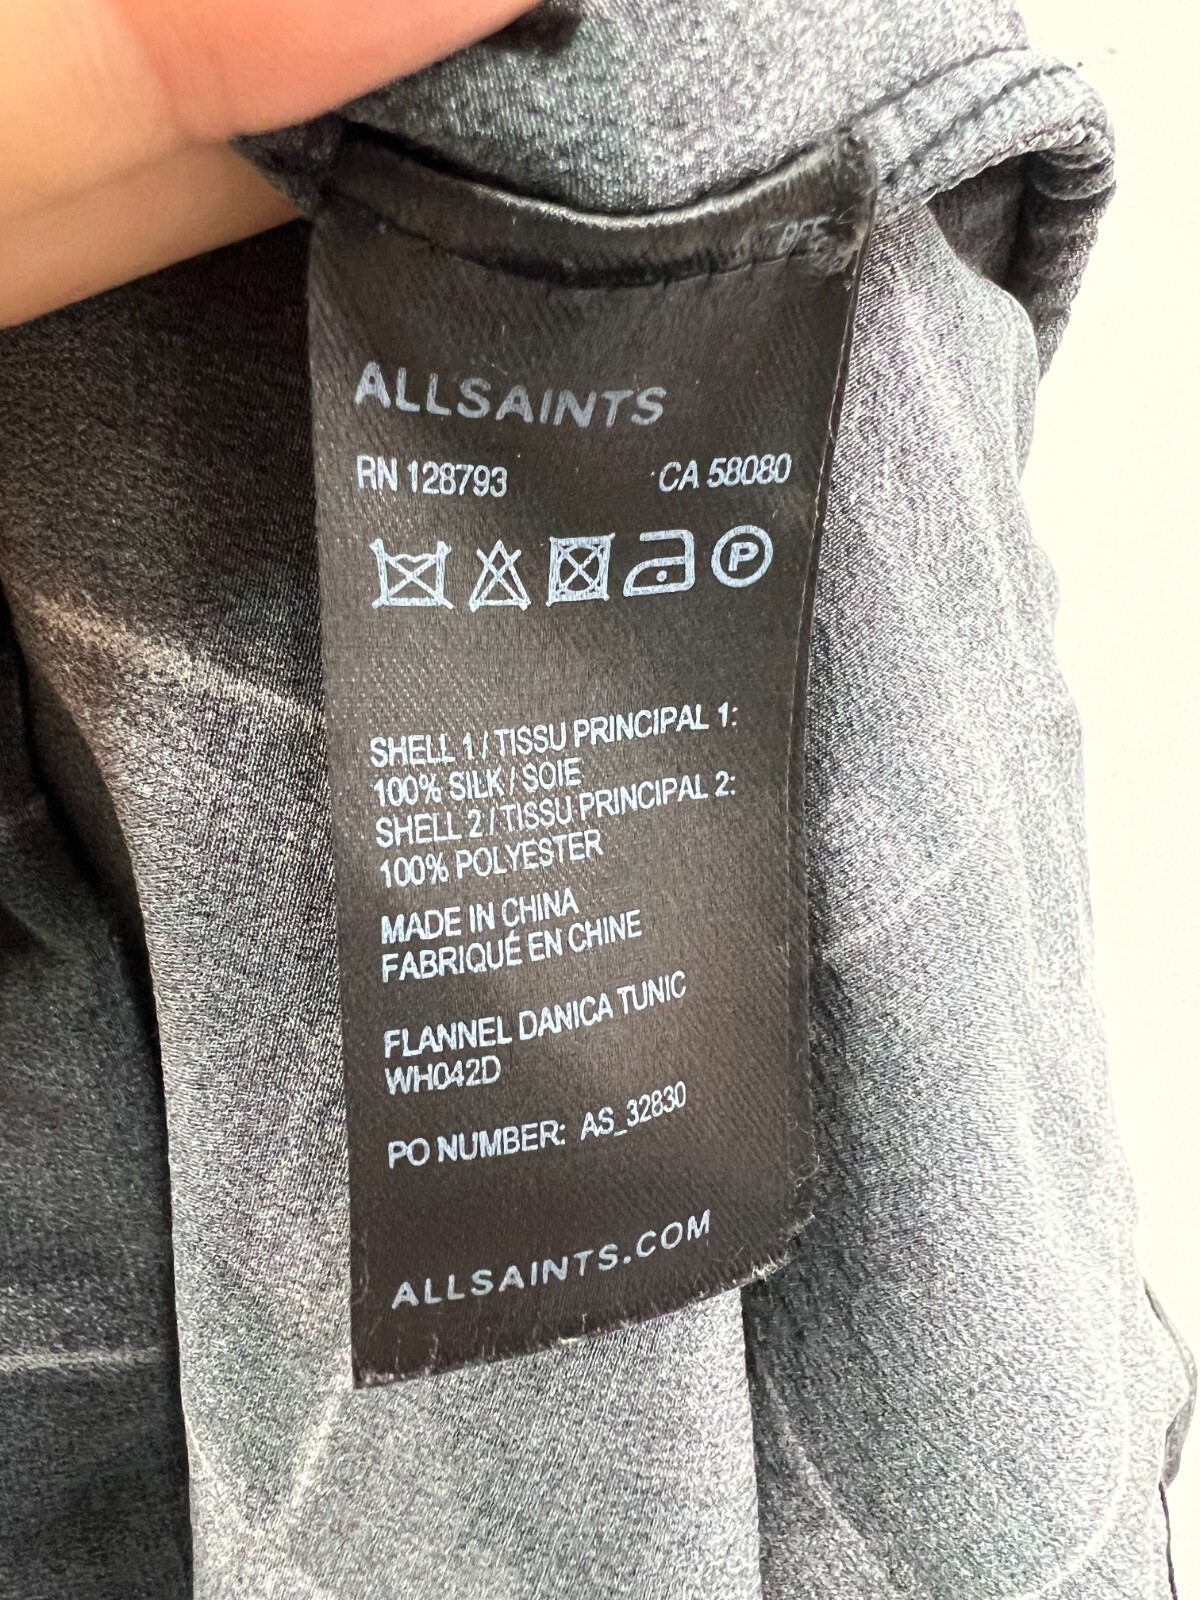 ALLSAINTS
RN 128793 CA 58080
P
SHELL 1 / TISSU PRINCIPAL 1:
100% SILK / SOIE
SHELL 2 / TISSU PRINCIPAL 2:
100% POLYESTER
MADE IN CHINA
FABRIQUÉ EN CHINE
FLANNEL DANICA TUNIC
WH042D
PO NUMBER: AS_32830
ALLSAINTS.COM